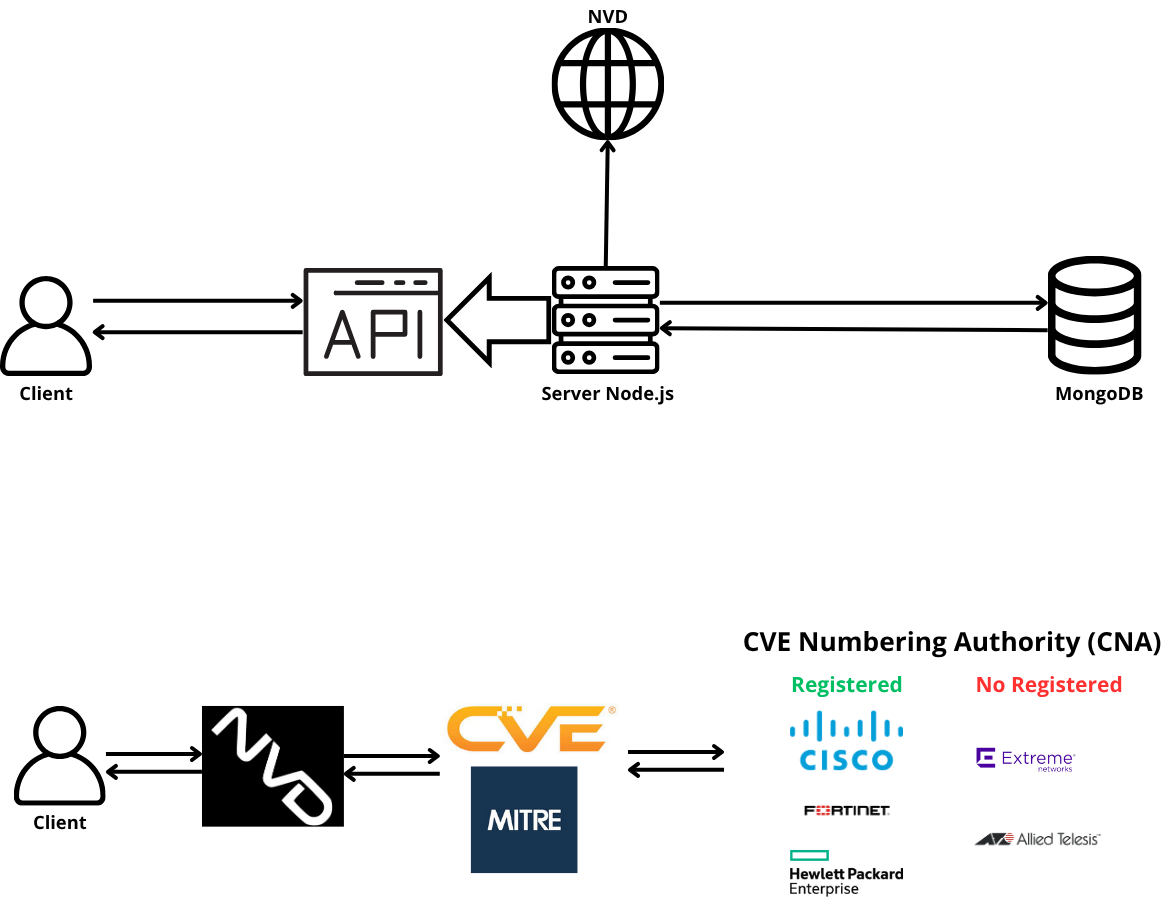 NVD
API
Client
Server Node.js
MongoDB
CVE Numbering Authority (CNA)
Registered
No Registered
NVD
CVE®
MITRE
Client
CISCO
FORTINET
Hewlett Packard
Enterprise
Extreme
networks
Allied Telesis™